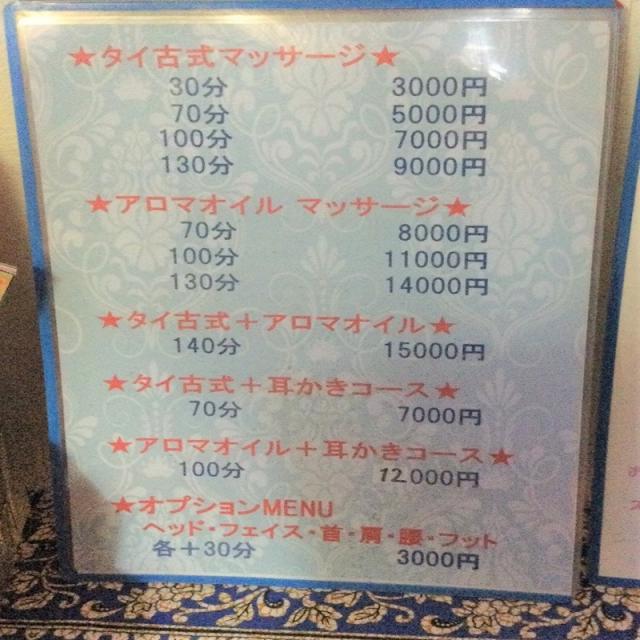 ★タイ古式マッサージ★
30分 3000円
70分 5000円
100分 7000円
130分 9000円
★アロマオイル マッサージ★
70分 8000円
100分 11000円
130分 14000円
★タイ古式＋アロマオイル★
140分 15000円
★タイ古式＋耳かきコース★
70分 7000円
★アロマオイル＋耳かきコース★
100分 12000円
★オプションMENU
ヘッド・フェイス・首・肩・腰・フット
各＋30分 3000円